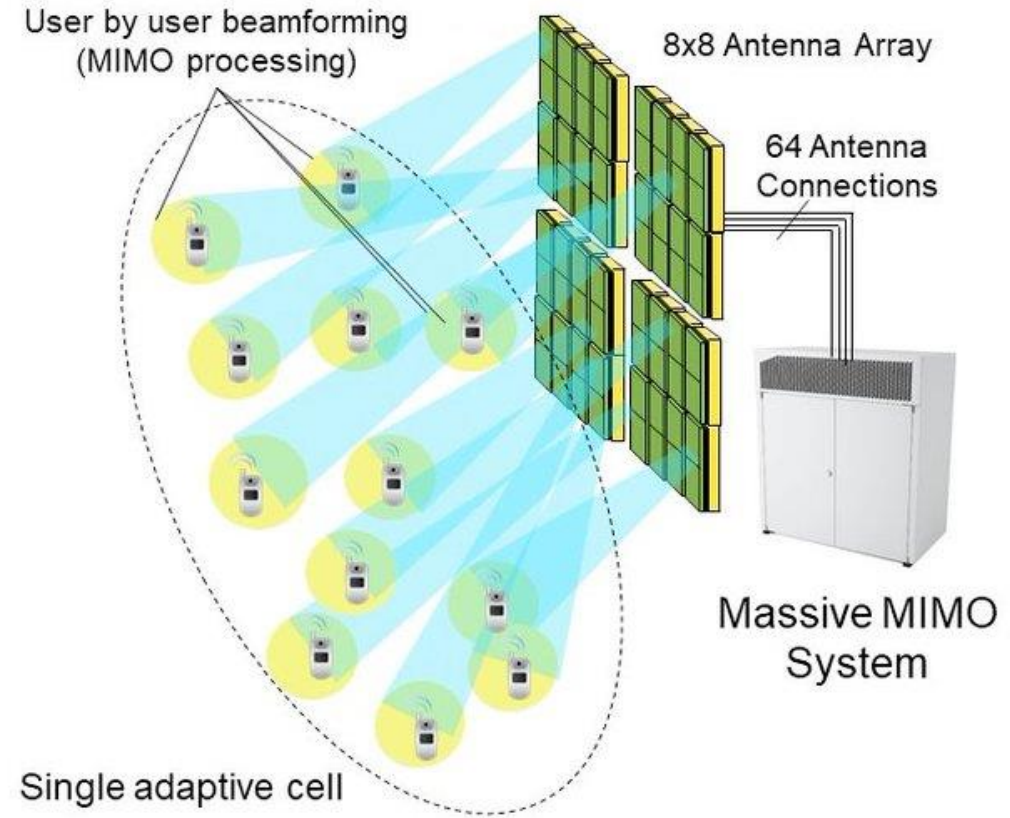 User by user beamforming
(MIMO processing)
8x8 Antenna Array
64 Antenna
Connections
Massive MIMO
System
Single adaptive cell